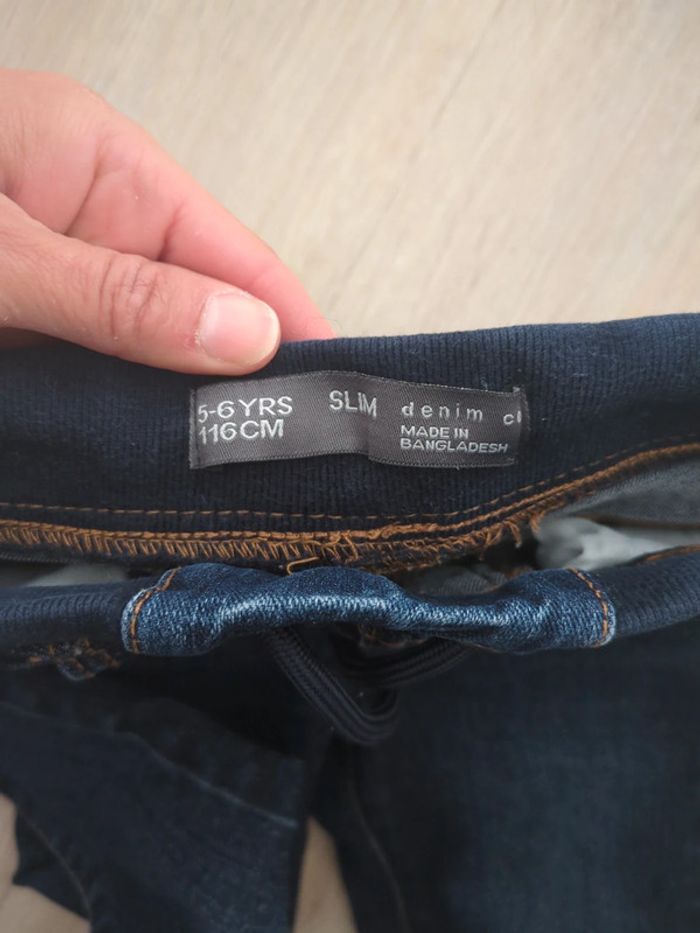 5-6YRS
116CM
SLIM
denim
MADE IN
BANGLADESH